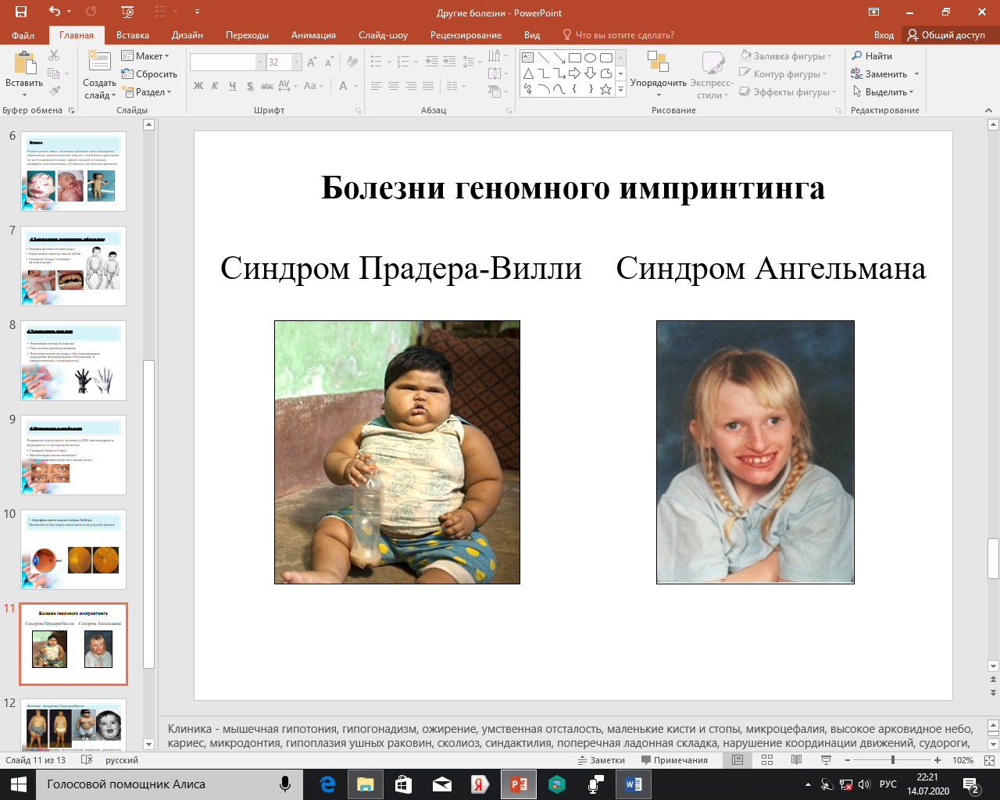 Другие болезни - PowerPoint
Файл Главная Вставка Дизайн Переходы Анимация Слайд-шоу Рецензирование Вид Что вы хотите сделать? Вход Общий доступ
Вставить
Буфер обмена
Создать слайд
Макет
Сбросить
Раздел
Слайды
32
Ж К Ч S abc AV Aa А
Шрифт
Абзац
Упорядочить
Экспресс-стили
Заливка фигуры
Контур фигуры
Эффекты фигуры
Рисование
Найти
Заменить
Выделить
Редактирование
6
7
8
9
10
• Атрофия зрительного нерва Лебера
11
Болезни геномного импринтинга
Синдром Прадера-Вилли Синдром Ангельмана
12
Болезни геномного импринтинга
Синдром Прадера-Вилли Синдром Ангельмана
Клиника - мышечная гипотония, гипогонадизм, ожирение, умственная отсталость, маленькие кисти и стопы, микроцефалия, высокое арковидное небо,
кариес, микродонтия, гипоплазия ушных раковин, сколиоз, синдактилия, поперечная ладонная складка, нарушение координации движений, судороги,
Слайд 11 из 13 русский Заметки Примечания 102%
Голосовой помощник Алиса
РУС
22:21
14.07.2020
2